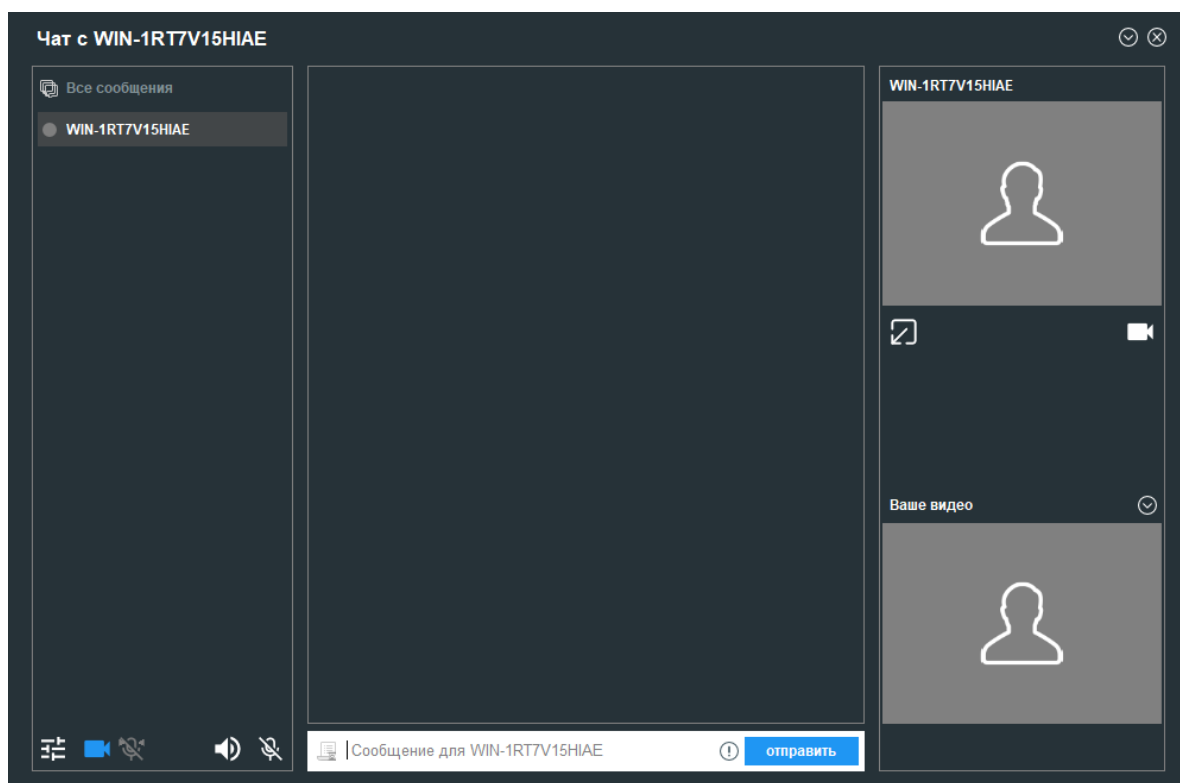 Чат с WIN-1RT7V15HIAE
Все сообщения
WIN-1RT7V15HIAE
WIN-1RT7V15HIAE
Ваше видео
Сообщение для WIN-1RT7V15HIAE
отправить